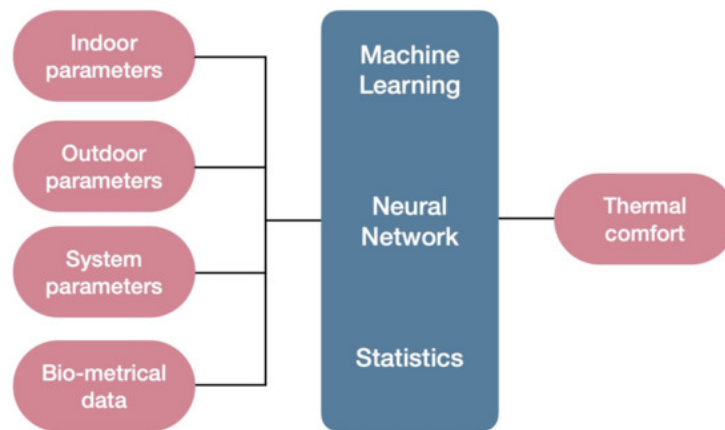 Indoor
parameters
Outdoor
parameters
System
parameters
Bio-metrical
data
Machine
Learning
Neural
Network
Statistics
Thermal
comfort